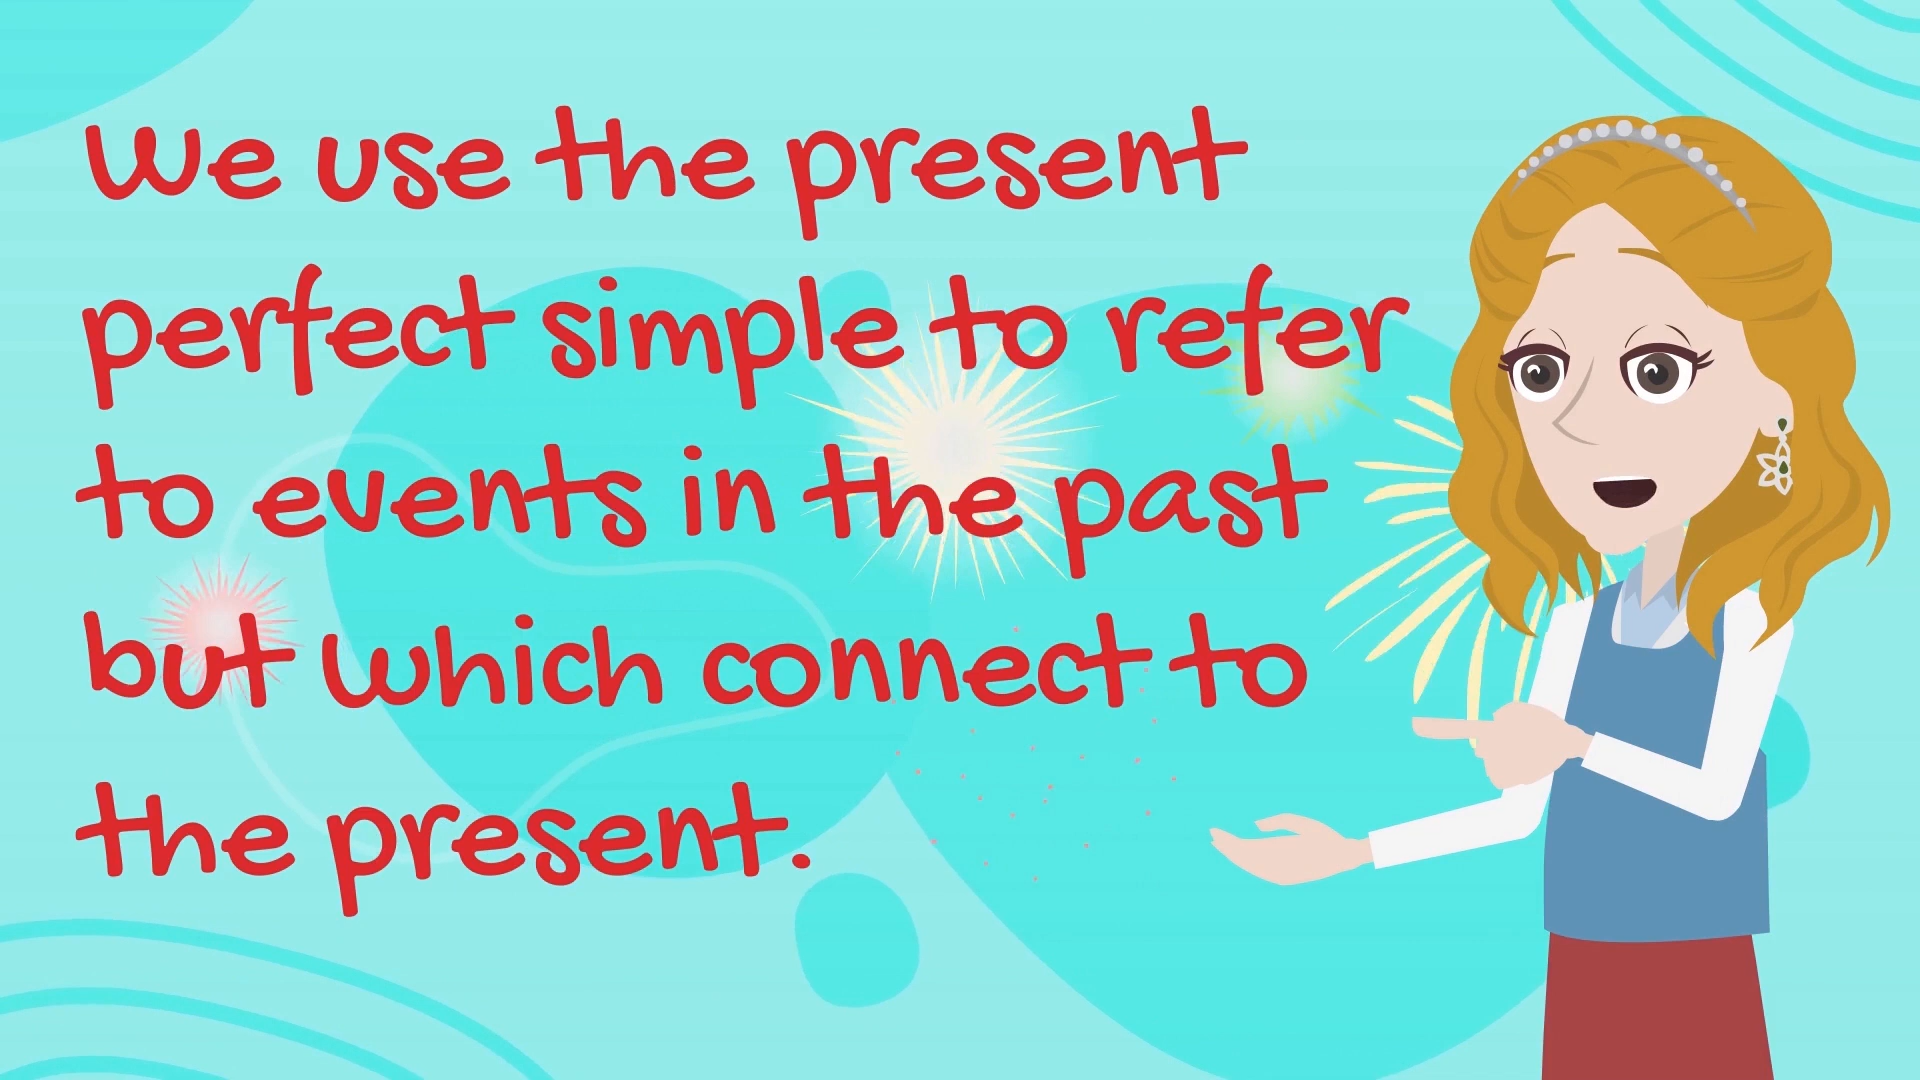 We use the present
perfect simple to refer
to events in the past
but which connect to
the present.